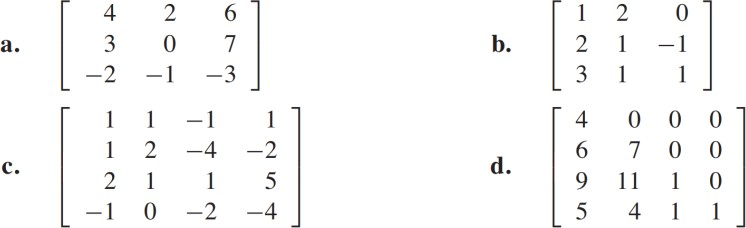 a. [ 4 2 6
3 0 7
−2 −1 −3 ]
b. [ 1 2 0
2 1 −1
3 1 1 ]
c. [ 1 1 −1 1
1 2 −4 −2
2 1 1 5
−1 0 −2 −4 ]
d. [ 4 0 0 0
6 7 0 0
9 11 1 0
5 4 1 1 ]